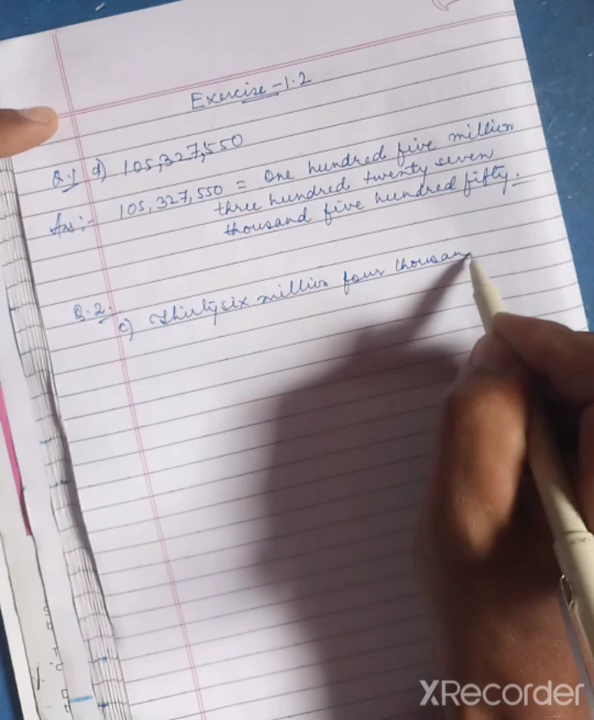 Exercise - 1.2
Q.1 d) 105,327,550
Ans:- 105,327,550 = One hundred five million
three hundred twenty seven
thousand five hundred fifty.
Q.2. c) Thirty six million four thousan
XRecorder